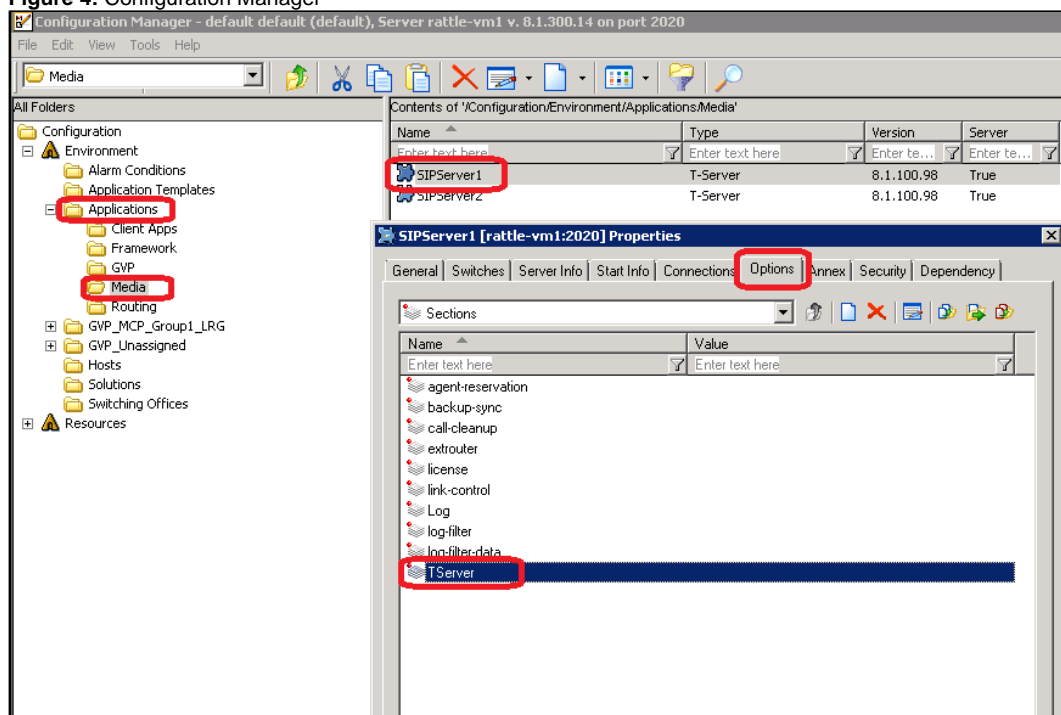 Figure 4: Configuration Manager
Configuration Manager - default default (default), Server rattle-vm1 v. 8.1.300.14 on port 2020
File Edit View Tools Help
Media
All Folders
Contents of '/Configuration/Environment/Applications/Media'
Configuration
Environment
Alarm Conditions
Application Templates
Applications
Client Apps
Framework
GVP
Media
Routing
GVP_MCP_Group1_LRG
GVP_Unassigned
Hosts
Solutions
Switching Offices
Resources
Name Type Version Server
Enter text here Enter text here Enter te... Enter te...
SIPServer1 T-Server 8.1.100.98 True
SIPServer2 T-Server 8.1.100.98 True
SIPServer1 [rattle-vm1:2020] Properties
General Switches Server Info Start Info Connections Options Annex Security Dependency
Sections
Name Value
Enter text here Enter text here
agent-reservation
backup-sync
call-cleanup
extrouter
license
link-control
Log
log-filter
log-filter-data
TServer